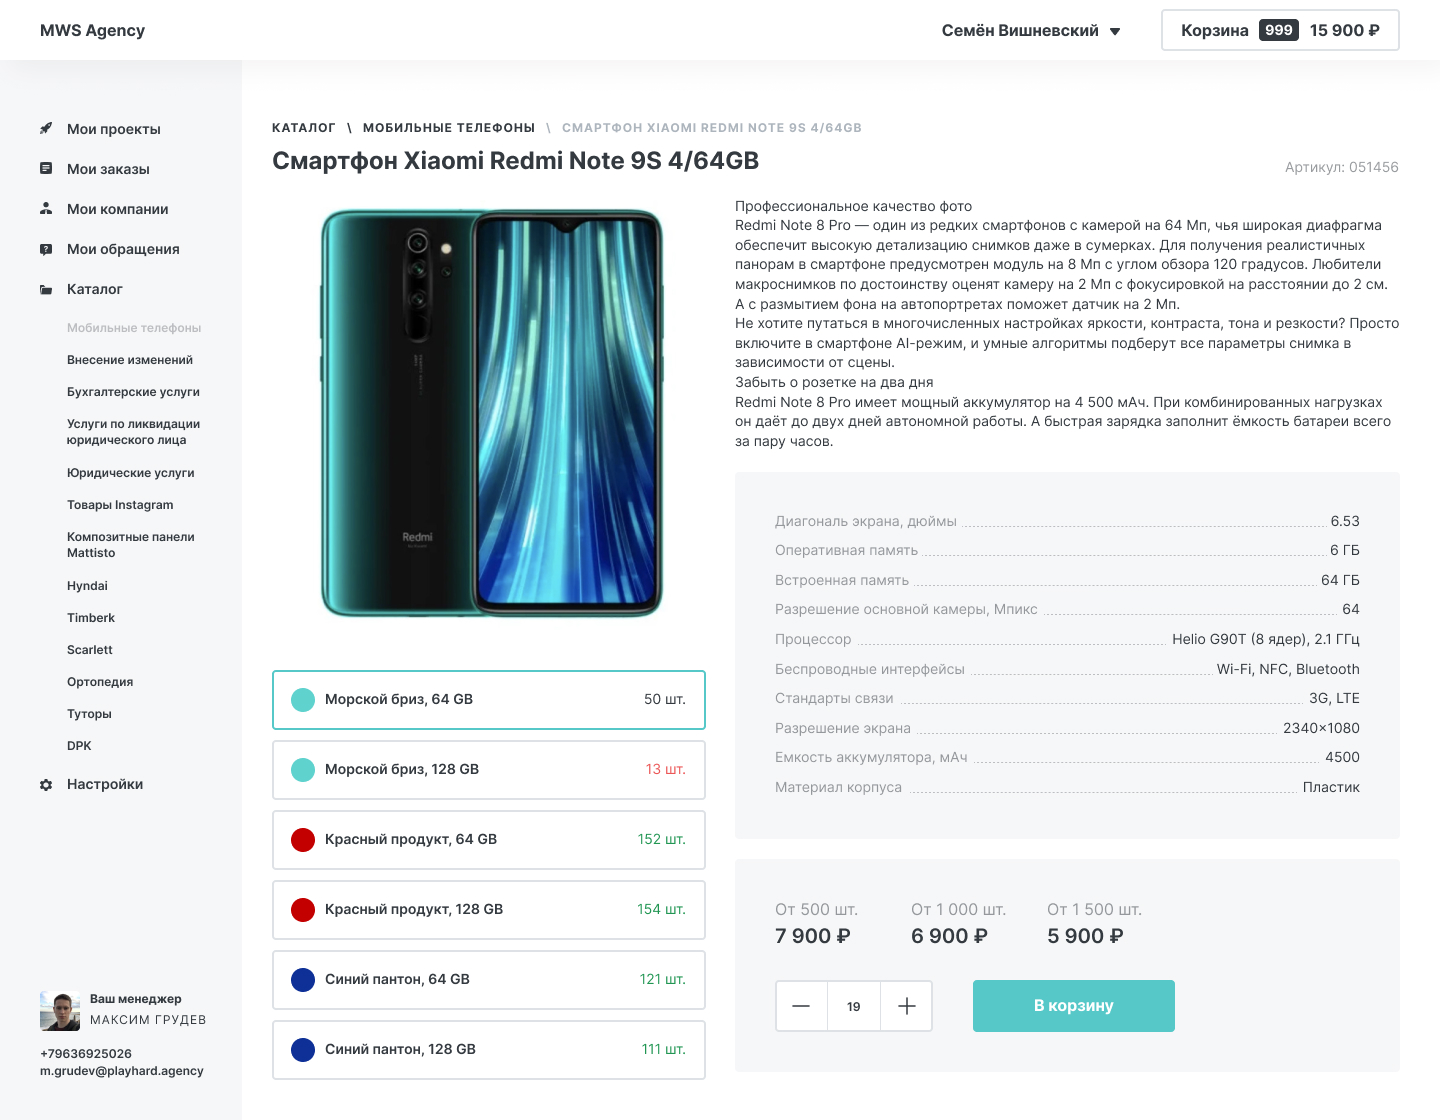 MWS Agency
Семён Вишневский
Корзина 999 15 900 ₽
Мои проекты
Мои заказы
Мои компании
Мои обращения
Каталог
Мобильные телефоны
Внесение изменений
Бухгалтерские услуги
Услуги по ликвидации
юридического лица
Юридические услуги
Товары Instagram
Композитные панели
Mattisto
Hyndai
Timberk
Scarlett
Ортопедия
Туторы
DPK
Настройки
Ваш менеджер
МАКСИМ ГРУДЕВ
+79636925026
m.grudev@playhard.agency
КАТАЛОГ \ МОБИЛЬНЫЕ ТЕЛЕФОНЫ \ СМАРТФОН XIAOMI REDMI NOTE 9S 4/64GB
Смартфон Xiaomi Redmi Note 9S 4/64GB
Артикул: 051456
Redmi
Морской бриз, 64 GB 50 шт.
Морской бриз, 128 GB 13 шт.
Красный продукт, 64 GB 152 шт.
Красный продукт, 128 GB 154 шт.
Синий пантон, 64 GB 121 шт.
Синий пантон, 128 GB 111 шт.
Профессиональное качество фото
Redmi Note 8 Pro — один из редких смартфонов с камерой на 64 Мп, чья широкая диафрагма
обеспечит высокую детализацию снимков даже в сумерках. Для получения реалистичных
панорам в смартфоне предусмотрен модуль на 8 Мп с углом обзора 120 градусов. Любители
макроснимков по достоинству оценят камеру на 2 Мп с фокусировкой на расстоянии до 2 см.
А с размытием фона на автопортретах поможет датчик на 2 Мп.
Не хотите путаться в многочисленных настройках яркости, контраста, тона и резкости? Просто
включите в смартфоне AI-режим, и умные алгоритмы подберут все параметры снимка в
зависимости от сцены.
Забыть о розетке на два дня
Redmi Note 8 Pro имеет мощный аккумулятор на 4 500 мАч. При комбинированных нагрузках
он даёт до двух дней автономной работы. А быстрая зарядка заполнит ёмкость батареи всего
за пару часов.
Диагональ экрана, дюймы 6.53
Оперативная память 6 ГБ
Встроенная память 64 ГБ
Разрешение основной камеры, Мпикс 64
Процессор Helio G90T (8 ядер), 2.1 ГГц
Беспроводные интерфейсы Wi-Fi, NFC, Bluetooth
Стандарты связи 3G, LTE
Разрешение экрана 2340×1080
Емкость аккумулятора, мАч 4500
Материал корпуса Пластик
От 500 шт. От 1 000 шт. От 1 500 шт.
7 900 ₽ 6 900 ₽ 5 900 ₽
19
В корзину